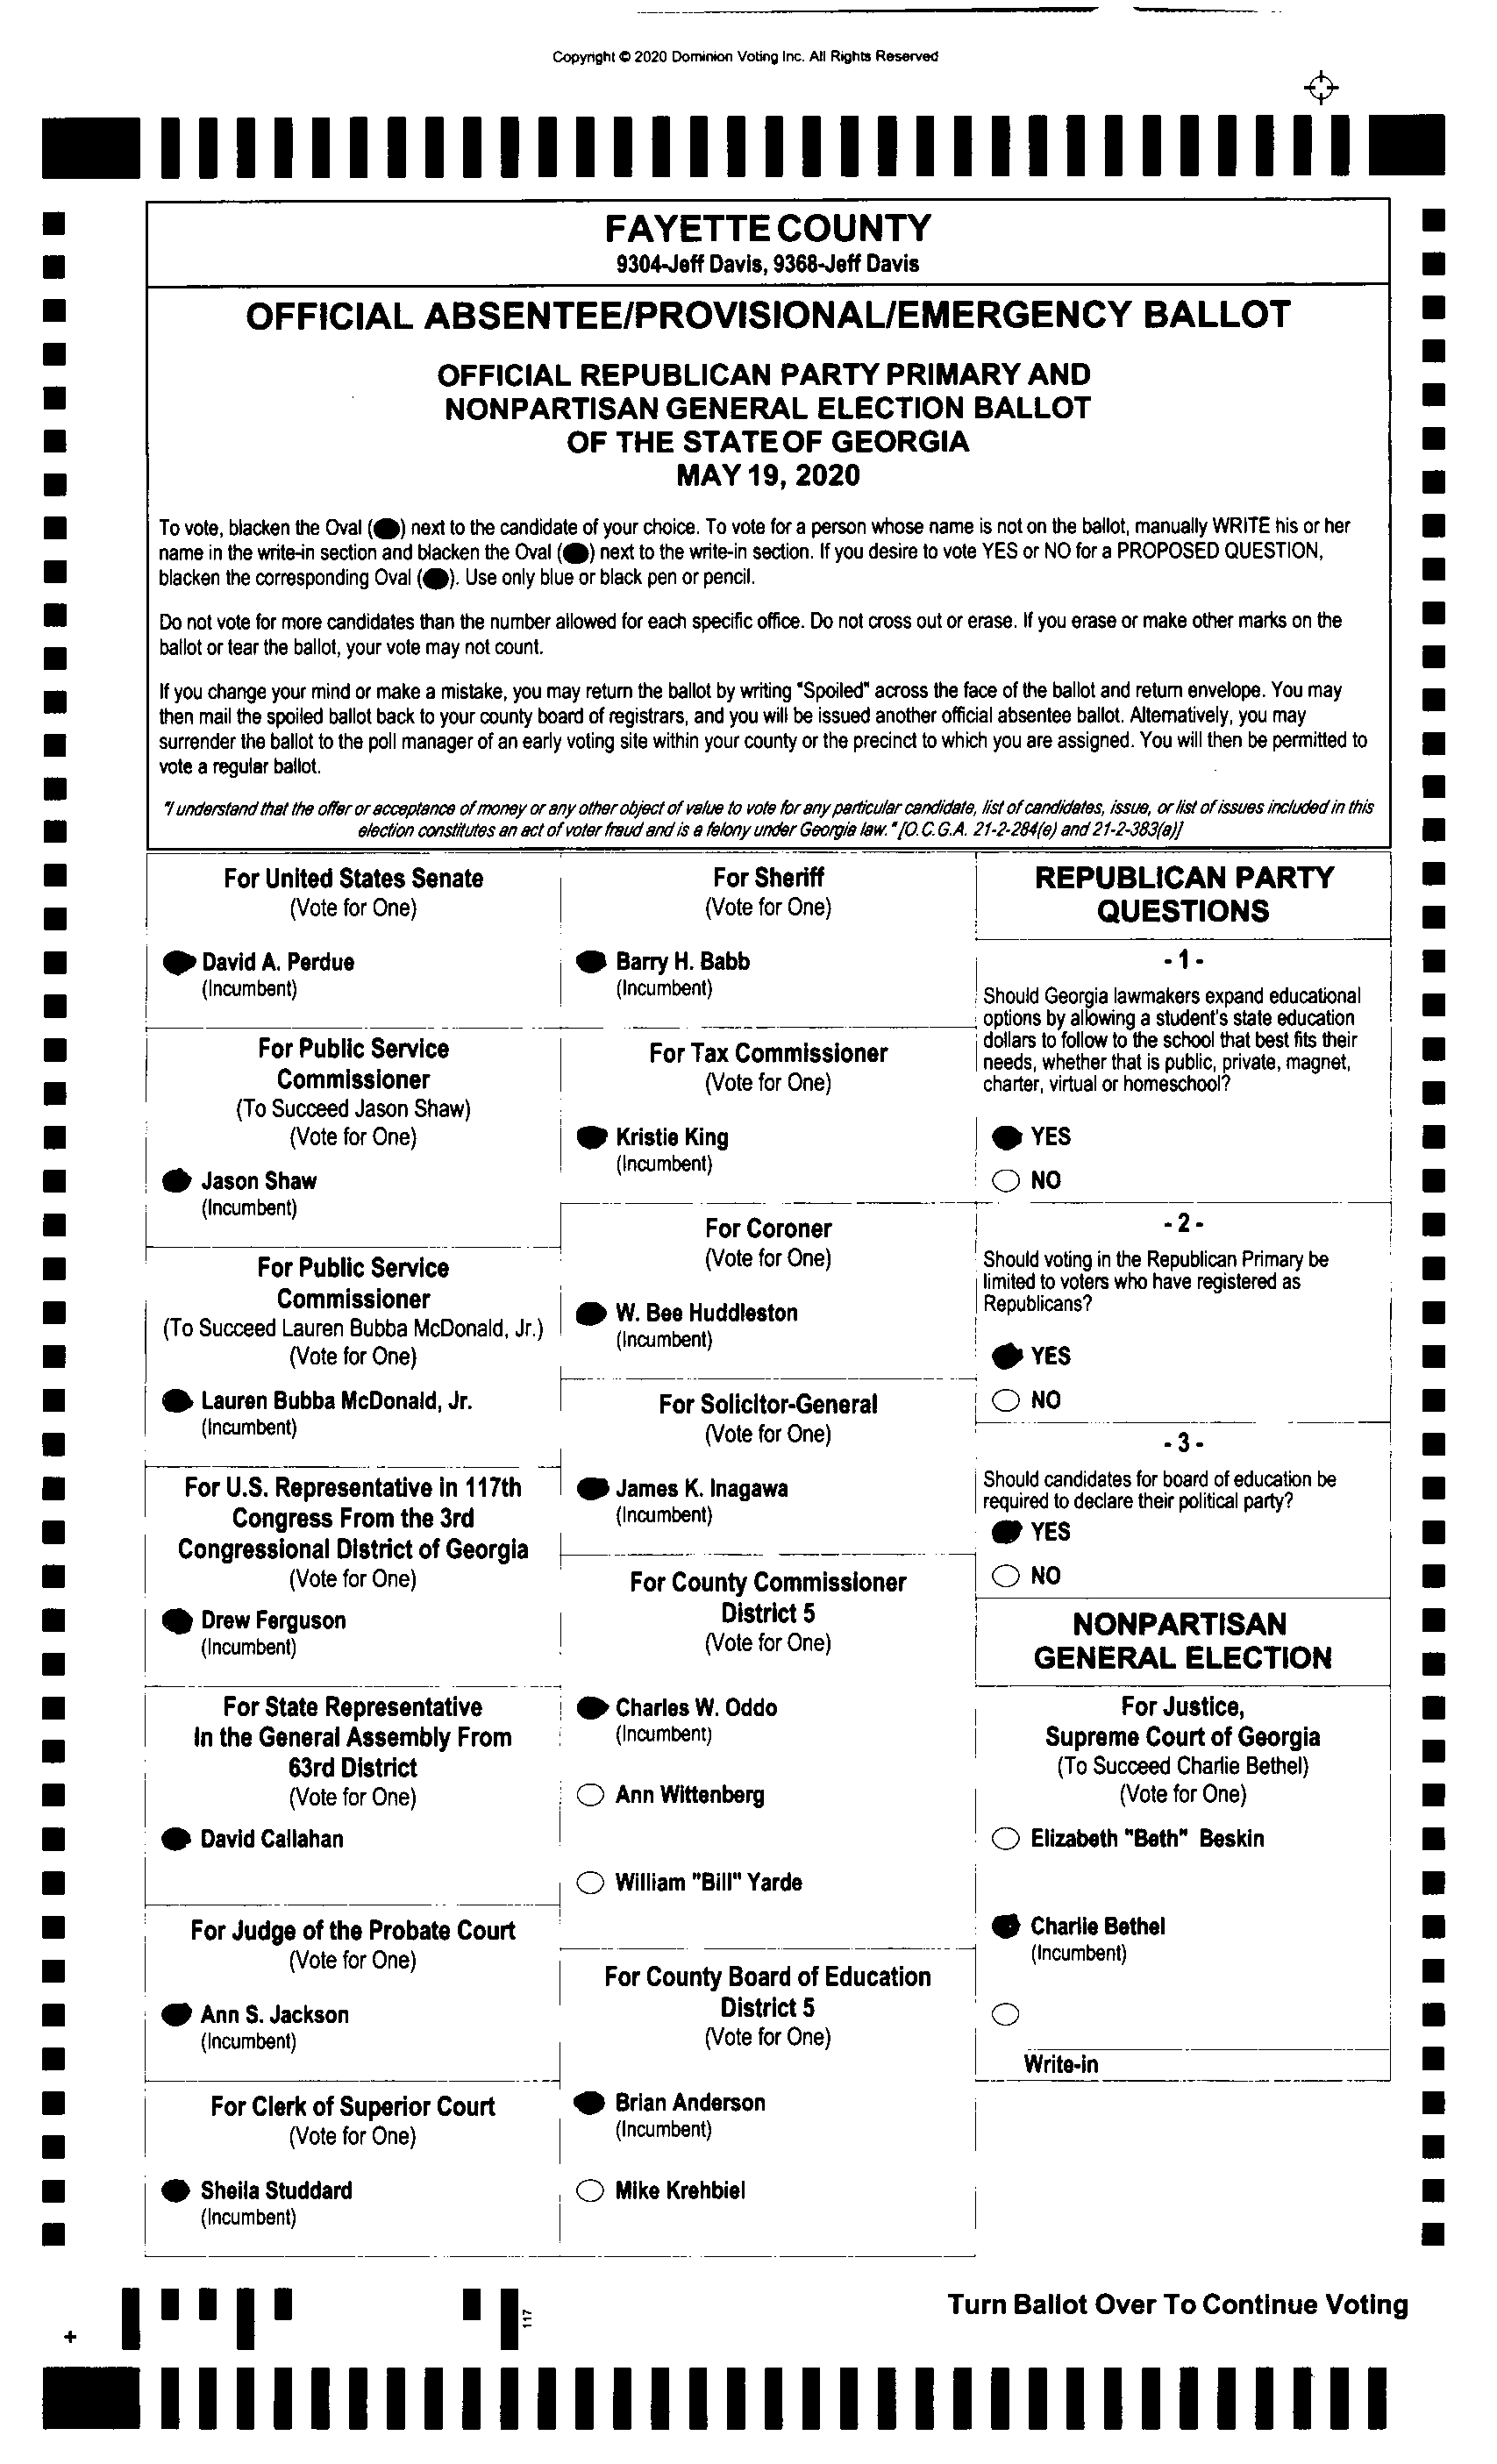 Copyright © 2020 Dominion Voting Inc. All Rights Reserved
FAYETTE COUNTY
9304-Jeff Davis, 9368-Jeff Davis
OFFICIAL ABSENTEE/PROVISIONAL/EMERGENCY BALLOT
OFFICIAL REPUBLICAN PARTY PRIMARY AND
NONPARTISAN GENERAL ELECTION BALLOT
OF THE STATE OF GEORGIA
MAY 19, 2020
To vote, blacken the Oval (●) next to the candidate of your choice. To vote for a person whose name is not on the ballot, manually WRITE his or her
name in the write-in section and blacken the Oval (●) next to the write-in section. If you desire to vote YES or NO for a PROPOSED QUESTION,
blacken the corresponding Oval (●). Use only blue or black pen or pencil.
Do not vote for more candidates than the number allowed for each specific office. Do not cross out or erase. If you erase or make other marks on the
ballot or tear the ballot, your vote may not count.
If you change your mind or make a mistake, you may return the ballot by writing "Spoiled" across the face of the ballot and return envelope. You may
then mail the spoiled ballot back to your county board of registrars, and you will be issued another official absentee ballot. Alternatively, you may
surrender the ballot to the poll manager of an early voting site within your county or the precinct to which you are assigned. You will then be permitted to
vote a regular ballot.
"I understand that the offer or acceptance of money or any other object of value to vote for any particular candidate, list of candidates, issue, or list of issues included in this
election constitutes an act of voter fraud and is a felony under Georgia law." [O.C.G.A. 21-2-284(e) and 21-2-383(a)]
For United States Senate
(Vote for One)
David A. Perdue
(Incumbent)
For Public Service
Commissioner
(To Succeed Jason Shaw)
(Vote for One)
Jason Shaw
(Incumbent)
For Public Service
Commissioner
(To Succeed Lauren Bubba McDonald, Jr.)
(Vote for One)
Lauren Bubba McDonald, Jr.
(Incumbent)
For U.S. Representative in 117th
Congress From the 3rd
Congressional District of Georgia
(Vote for One)
Drew Ferguson
(Incumbent)
For State Representative
In the General Assembly From
63rd District
(Vote for One)
David Callahan
For Judge of the Probate Court
(Vote for One)
Ann S. Jackson
(Incumbent)
For Clerk of Superior Court
(Vote for One)
Sheila Studdard
(Incumbent)
For Sheriff
(Vote for One)
Barry H. Babb
(Incumbent)
For Tax Commissioner
(Vote for One)
Kristie King
(Incumbent)
For Coroner
(Vote for One)
W. Bee Huddleston
(Incumbent)
For Solicitor-General
(Vote for One)
James K. Inagawa
(Incumbent)
For County Commissioner
District 5
(Vote for One)
Charles W. Oddo
(Incumbent)
Ann Wittenberg
William "Bill" Yarde
For County Board of Education
District 5
(Vote for One)
Brian Anderson
(Incumbent)
Mike Krehbiel
REPUBLICAN PARTY
QUESTIONS
- 1 -
Should Georgia lawmakers expand educational
options by allowing a student's state education
dollars to follow to the school that best fits their
needs, whether that is public, private, magnet,
charter, virtual or homeschool?
YES
NO
- 2 -
Should voting in the Republican Primary be
limited to voters who have registered as
Republicans?
YES
NO
- 3 -
Should candidates for board of education be
required to declare their political party?
YES
NO
NONPARTISAN
GENERAL ELECTION
For Justice,
Supreme Court of Georgia
(To Succeed Charlie Bethel)
(Vote for One)
Elizabeth "Beth" Beskin
Charlie Bethel
(Incumbent)
Write-in
117
Turn Ballot Over To Continue Voting
+